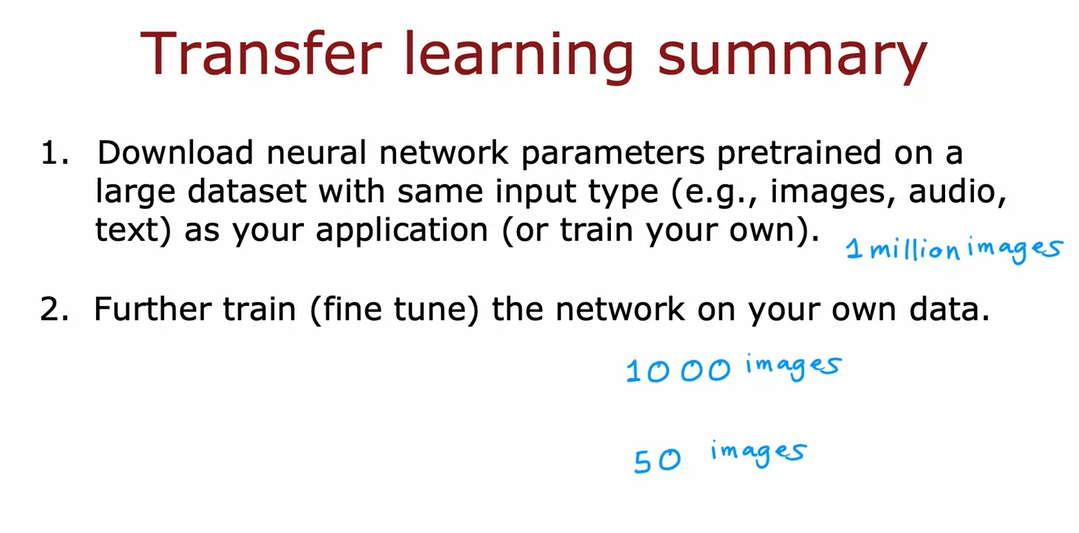 Transfer learning summary
1. Download neural network parameters pretrained on a
large dataset with same input type (e.g., images, audio,
text) as your application (or train your own).
1 million images
2. Further train (fine tune) the network on your own data.
1000 images
50 images